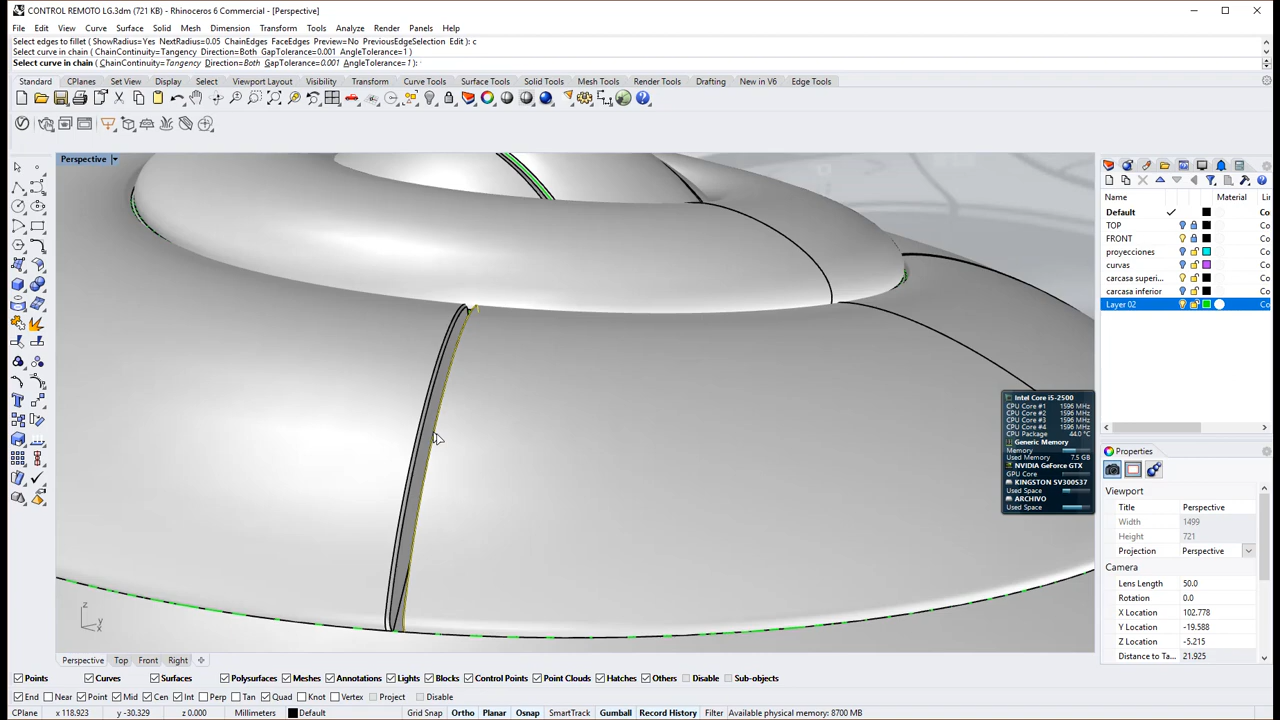 CONTROL REMOTO LG.3dm (721 KB) - Rhinoceros 6 Commercial - [Perspective]
File Edit View Curve Surface Solid Mesh Dimension Transform Tools Analyze Render Panels Help
Select edges to fillet ( ShowRadius=Yes NextRadius=0.05 ChainEdges FaceEdges Preview=No PreviousEdgeSelection Edit ): c
Select curve in chain ( ChainContinuity=Tangency Direction=Both GapTolerance=0.001 AngleTolerance=1 )
Select curve in chain ( ChainContinuity=Tangency Direction=Both GapTolerance=0.001 AngleTolerance=1 ):
Standard CPlanes Set View Display Select Viewport Layout Visibility Transform Curve Tools Surface Tools Solid Tools Mesh Tools Render Tools Drafting New in V6 Edge Tools
Perspective
Name Material Li
Default Co
TOP Co
FRONT Co
proyecciones Co
curvas Co
carcasa superi... Co
carcasa inferior Co
Layer 02 Co
Intel Core i5-2500
CPU Core #1 1596 MHz
CPU Core #2 1596 MHz
CPU Core #3 1596 MHz
CPU Core #4 1596 MHz
CPU Package 44.0 °C
Generic Memory
Memory
Used Memory 7.5 GB
NVIDIA GeForce GTX
GPU Core
KINGSTON SV300S37
Used Space
ARCHIVO
Used Space
Properties
Viewport
Title Perspective
Width 1499
Height 721
Projection Perspective
Camera
Lens Length 50.0
Rotation 0.0
X Location 102.778
Y Location -19.588
Z Location -5.215
Distance to Ta... 21.925
z
y
x
Perspective Top Front Right
Points Curves Surfaces Polysurfaces Meshes Annotations Lights Blocks Control Points Point Clouds Hatches Others Disable Sub-objects
End Near Point Mid Cen Int Perp Tan Quad Knot Vertex Project Disable
CPlane x 118.923 y -30.329 z 0.000 Millimeters Default Grid Snap Ortho Planar Osnap SmartTrack Gumball Record History Filter Available physical memory: 8700 MB